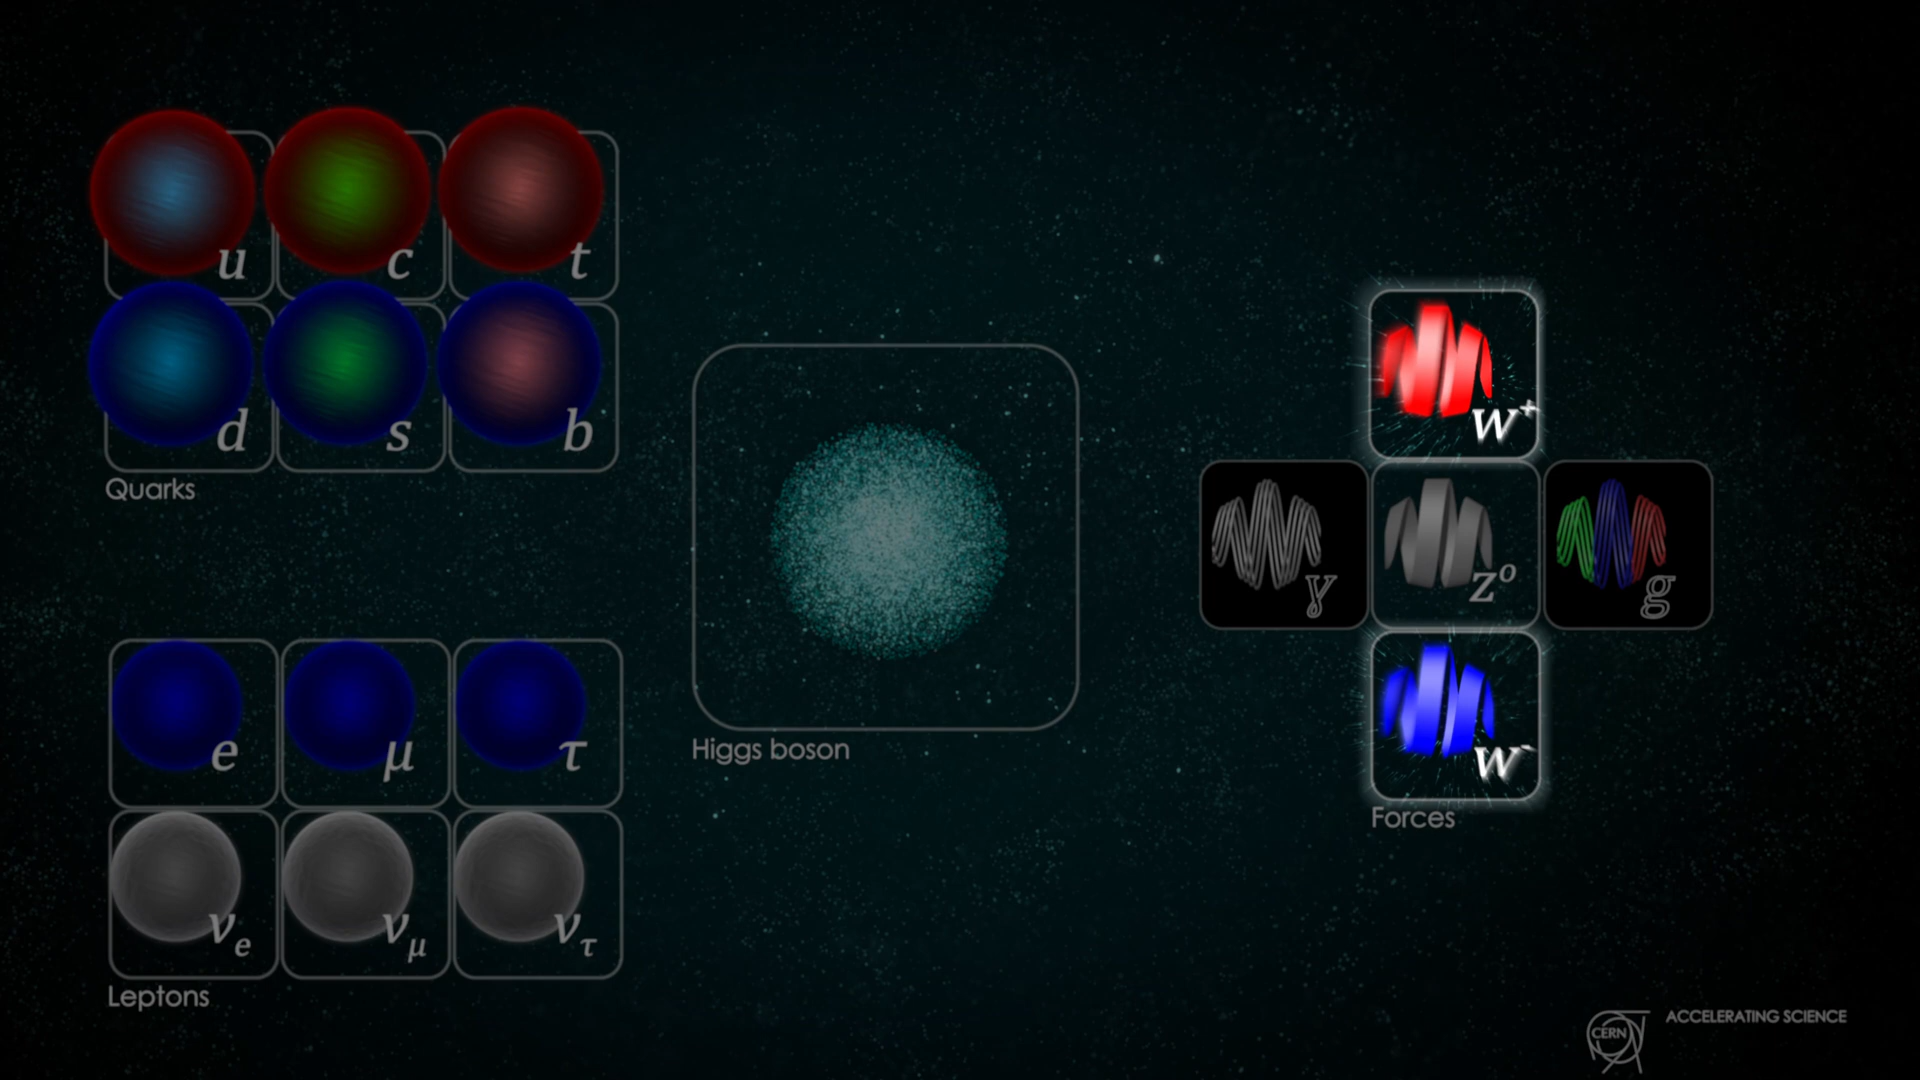 u c t
d s b
Quarks
e μ τ
νe νμ ντ
Leptons
Higgs boson
W+
γ Z0 g
W-
Forces
CERN
ACCELERATING SCIENCE